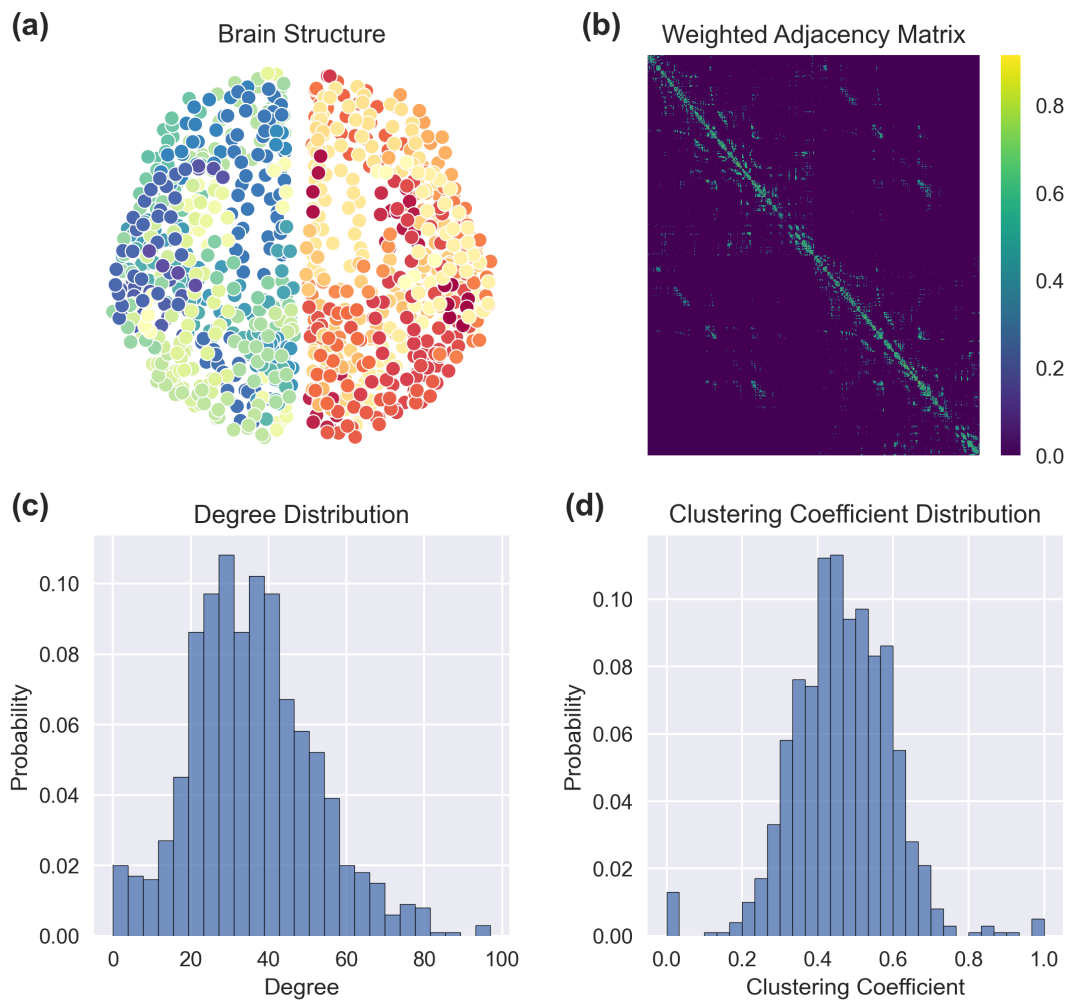 (a)
Brain Structure
(b)
Weighted Adjacency Matrix
0.8
0.6
0.4
0.2
0.0
(c)
Degree Distribution
Probability
0.10
0.08
0.06
0.04
0.02
0.00
0 20 40 60 80 100
Degree
(d)
Clustering Coefficient Distribution
Probability
0.10
0.08
0.06
0.04
0.02
0.00
0.0 0.2 0.4 0.6 0.8 1.0
Clustering Coefficient